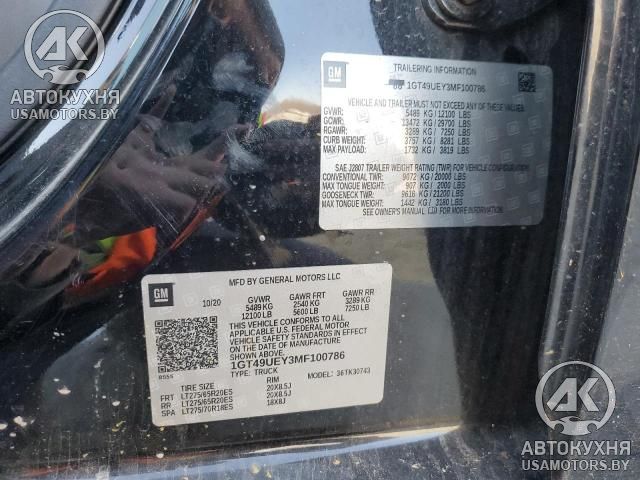 АК
АВТОКУХНЯ
USAMOTORS.BY
GM
TRAILERING INFORMATION
1GT49UEY3MF100786
VEHICLE AND TRAILER MUST NOT EXCEED ANY OF THESE VALUES
GVWR: 5489 KG / 12100 LBS
GCWR: 13472 KG / 29700 LBS
RGAWR: 3289 KG / 7250 LBS
CURB WEIGHT: 3757 KG / 8281 LBS
MAX PAYLOAD: 1732 KG / 3819 LBS
SAE J2807 TRAILER WEIGHT RATING (TWR) FOR VEHICLE CONFIGURATION
CONVENTIONAL TWR: 9072 KG / 20000 LBS
MAX TONGUE WEIGHT: 907 KG / 2000 LBS
GOOSENECK TWR: 9616 KG / 21200 LBS
MAX TONGUE WEIGHT: 1442 KG / 3180 LBS
SEE OWNER'S MANUAL FOR MORE INFORMATION
GM
MFD BY GENERAL MOTORS LLC
10/20 GVWR GAWR FRT GAWR RR
5489 KG 2540 KG 3289 KG
12100 LB 5600 LB 7250 LB
THIS VEHICLE CONFORMS TO ALL
APPLICABLE U.S. FEDERAL MOTOR
VEHICLE SAFETY STANDARDS IN EFFECT
ON THE DATE OF MANUFACTURE
SHOWN ABOVE.
1GT49UEY3MF100786
TYPE: TRUCK MODEL: 36TK30743
TIRE SIZE RIM
FRT LT275/65R20ES 20X8.5J
RR LT275/65R20ES 20X8.5J
SPA LT275/70R18ES 18X8J
АК
АВТОКУХНЯ
USAMOTORS.BY